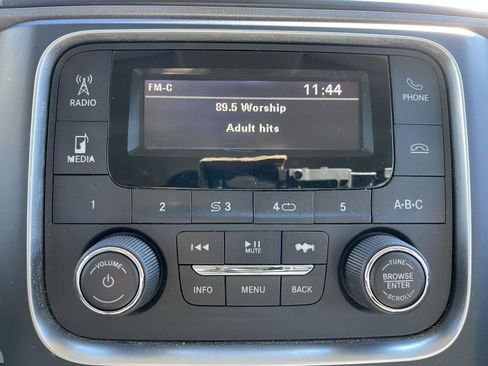 FM-C 11:44
89.5 Worship
Adult hits
RADIO
PHONE
MEDIA
1 2 3 4 5 A-B-C
MUTE
VOLUME
INFO MENU BACK
TUNE
BROWSE
ENTER
SCROLL